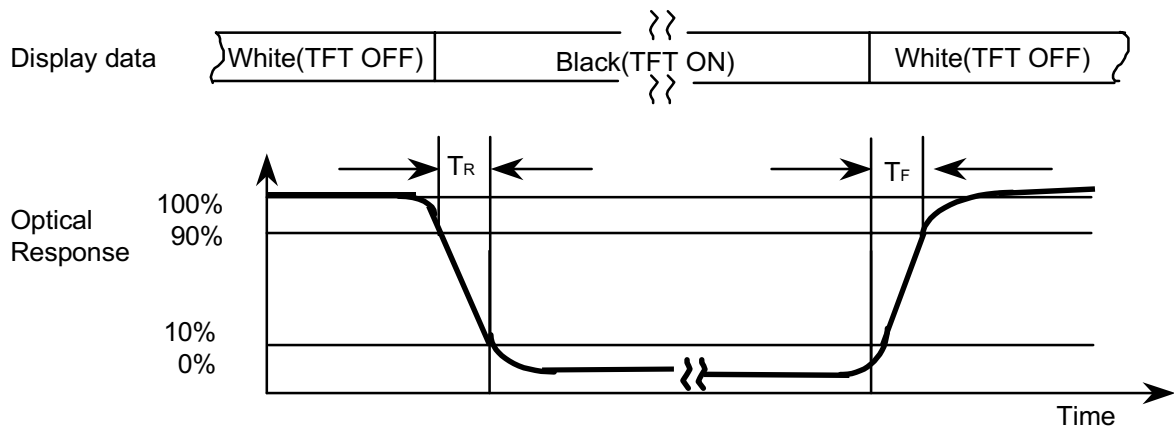 Display data
White(TFT OFF)
Black(TFT ON)
White(TFT OFF)
TR
TF
Optical
Response
100%
90%
10%
0%
Time